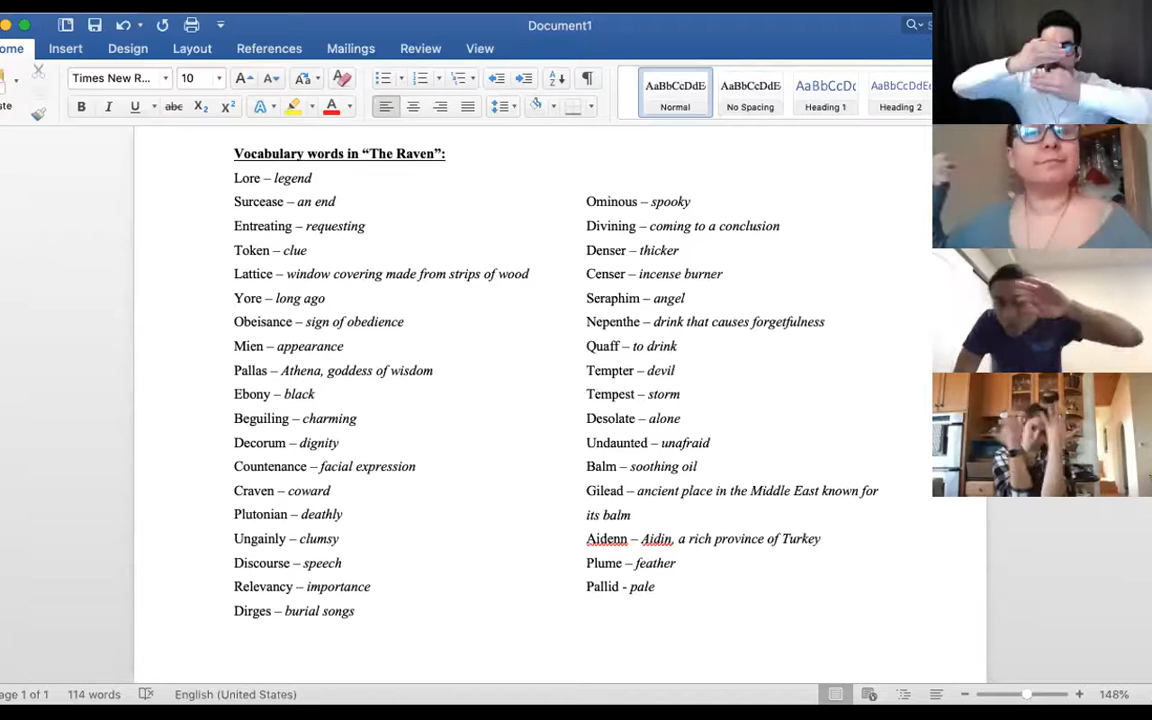 Document1
ome
Insert
Design
Layout
References
Mailings
Review
View
Times New R...
10
AaBbCcDdE
AaBbCcDdE
AaBbCcDc
AaBbCcDdE
ste
Normal
No Spacing
Heading 1
Heading 2
Vocabulary words in “The Raven”:
Lore – legend
Surcease – an end
Entreating – requesting
Token – clue
Lattice – window covering made from strips of wood
Yore – long ago
Obeisance – sign of obedience
Mien – appearance
Pallas – Athena, goddess of wisdom
Ebony – black
Beguiling – charming
Decorum – dignity
Countenance – facial expression
Craven – coward
Plutonian – deathly
Ungainly – clumsy
Discourse – speech
Relevancy – importance
Dirges – burial songs
Ominous – spooky
Divining – coming to a conclusion
Denser – thicker
Censer – incense burner
Seraphim – angel
Nepenthe – drink that causes forgetfulness
Quaff – to drink
Tempter – devil
Tempest – storm
Desolate – alone
Undaunted – unafraid
Balm – soothing oil
Gilead – ancient place in the Middle East known for
its balm
Aidenn – Aidin, a rich province of Turkey
Plume – feather
Pallid - pale
age 1 of 1
114 words
English (United States)
148%